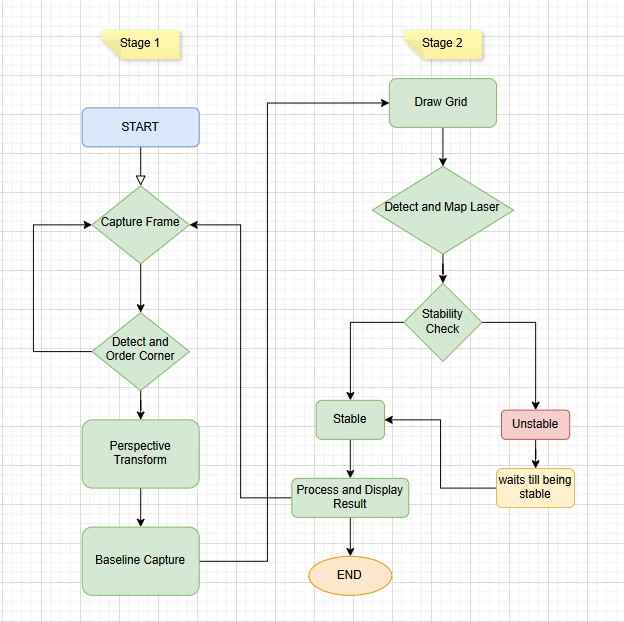 Stage 1
START
Capture Frame
Detect and
Order Corner
Perspective
Transform
Baseline Capture
Stage 2
Draw Grid
Detect and Map Laser
Stability
Check
Stable
Unstable
waits till being
stable
Process and Display
Result
END